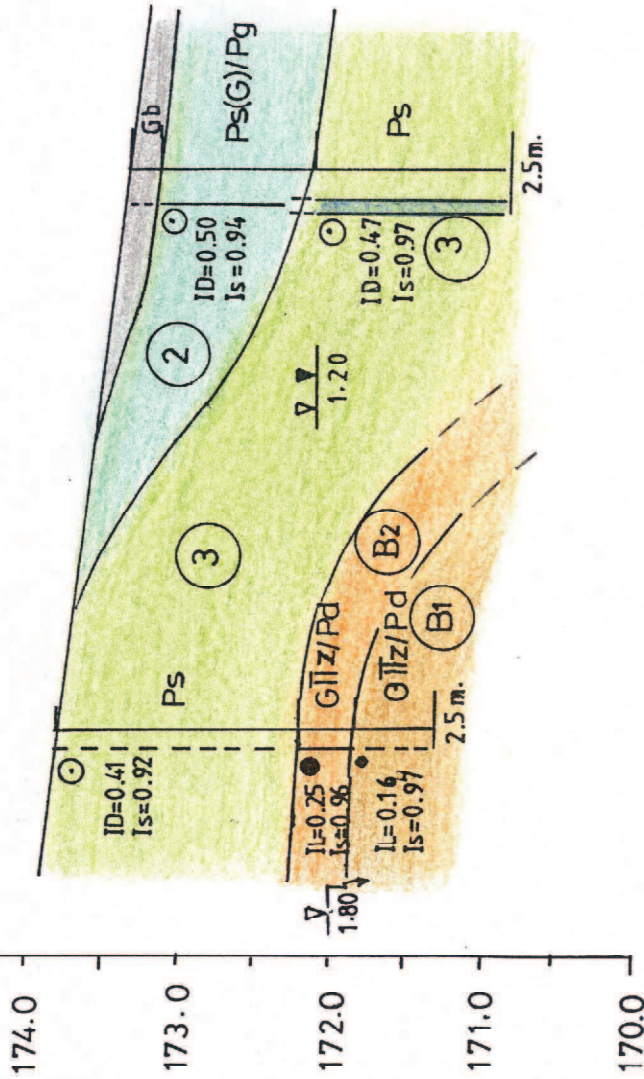 174.0
173.0
172.0
171.0
170.0
Ps
ID=0.41
Is=0.92
3
GΠz/Pd
IL=0.25
Is=0.96
B2
GΠz/Pd
IL=0.16
Is=0.97
B1
1.80
2.5m.
Gb
Ps(G)/Pg
2
ID=0.50
Is=0.94
1.20
Ps
ID=0.47
Is=0.97
3
2.5m.